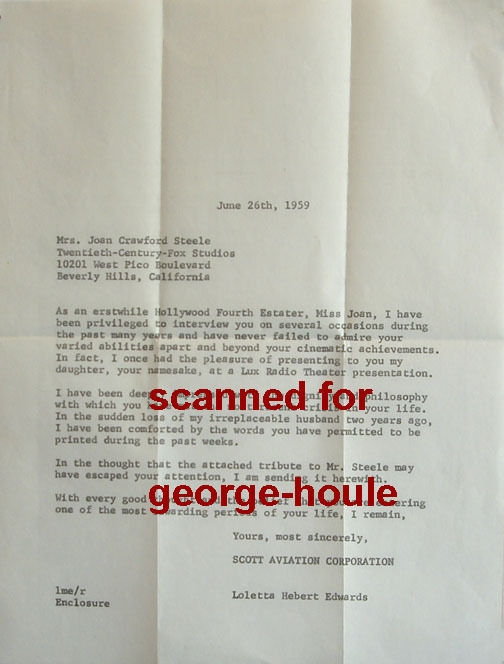 June 26th, 1959
Mrs. Joan Crawford Steele
Twentieth-Century-Fox Studios
10201 West Pico Boulevard
Beverly Hills, California
As an erstwhile Hollywood Fourth Estater, Miss Joan, I have
been privileged to interview you on several occasions during
the past many years and have never failed to admire your
varied abilities apart and beyond your cinematic achievements.
In fact, I once had the pleasure of presenting to you my
daughter, your namesake, at a Lux Radio Theater presentation.
I have been philosophy
scanned for
with which you in your life.
In the sudden loss of my irreplaceable husband two years ago,
I have been comforted by the words you have permitted to be
printed during the past weeks.
In the thought that the attached tribute to Mr. Steele may
have escaped your attention, I am sending it herewith.
With every good
george-houle
one of the most rewarding period of your life, I remain,
Yours, most sincerely,
SCOTT AVIATION CORPORATION
lme/r
Enclosure
Loletta Hebert Edwards